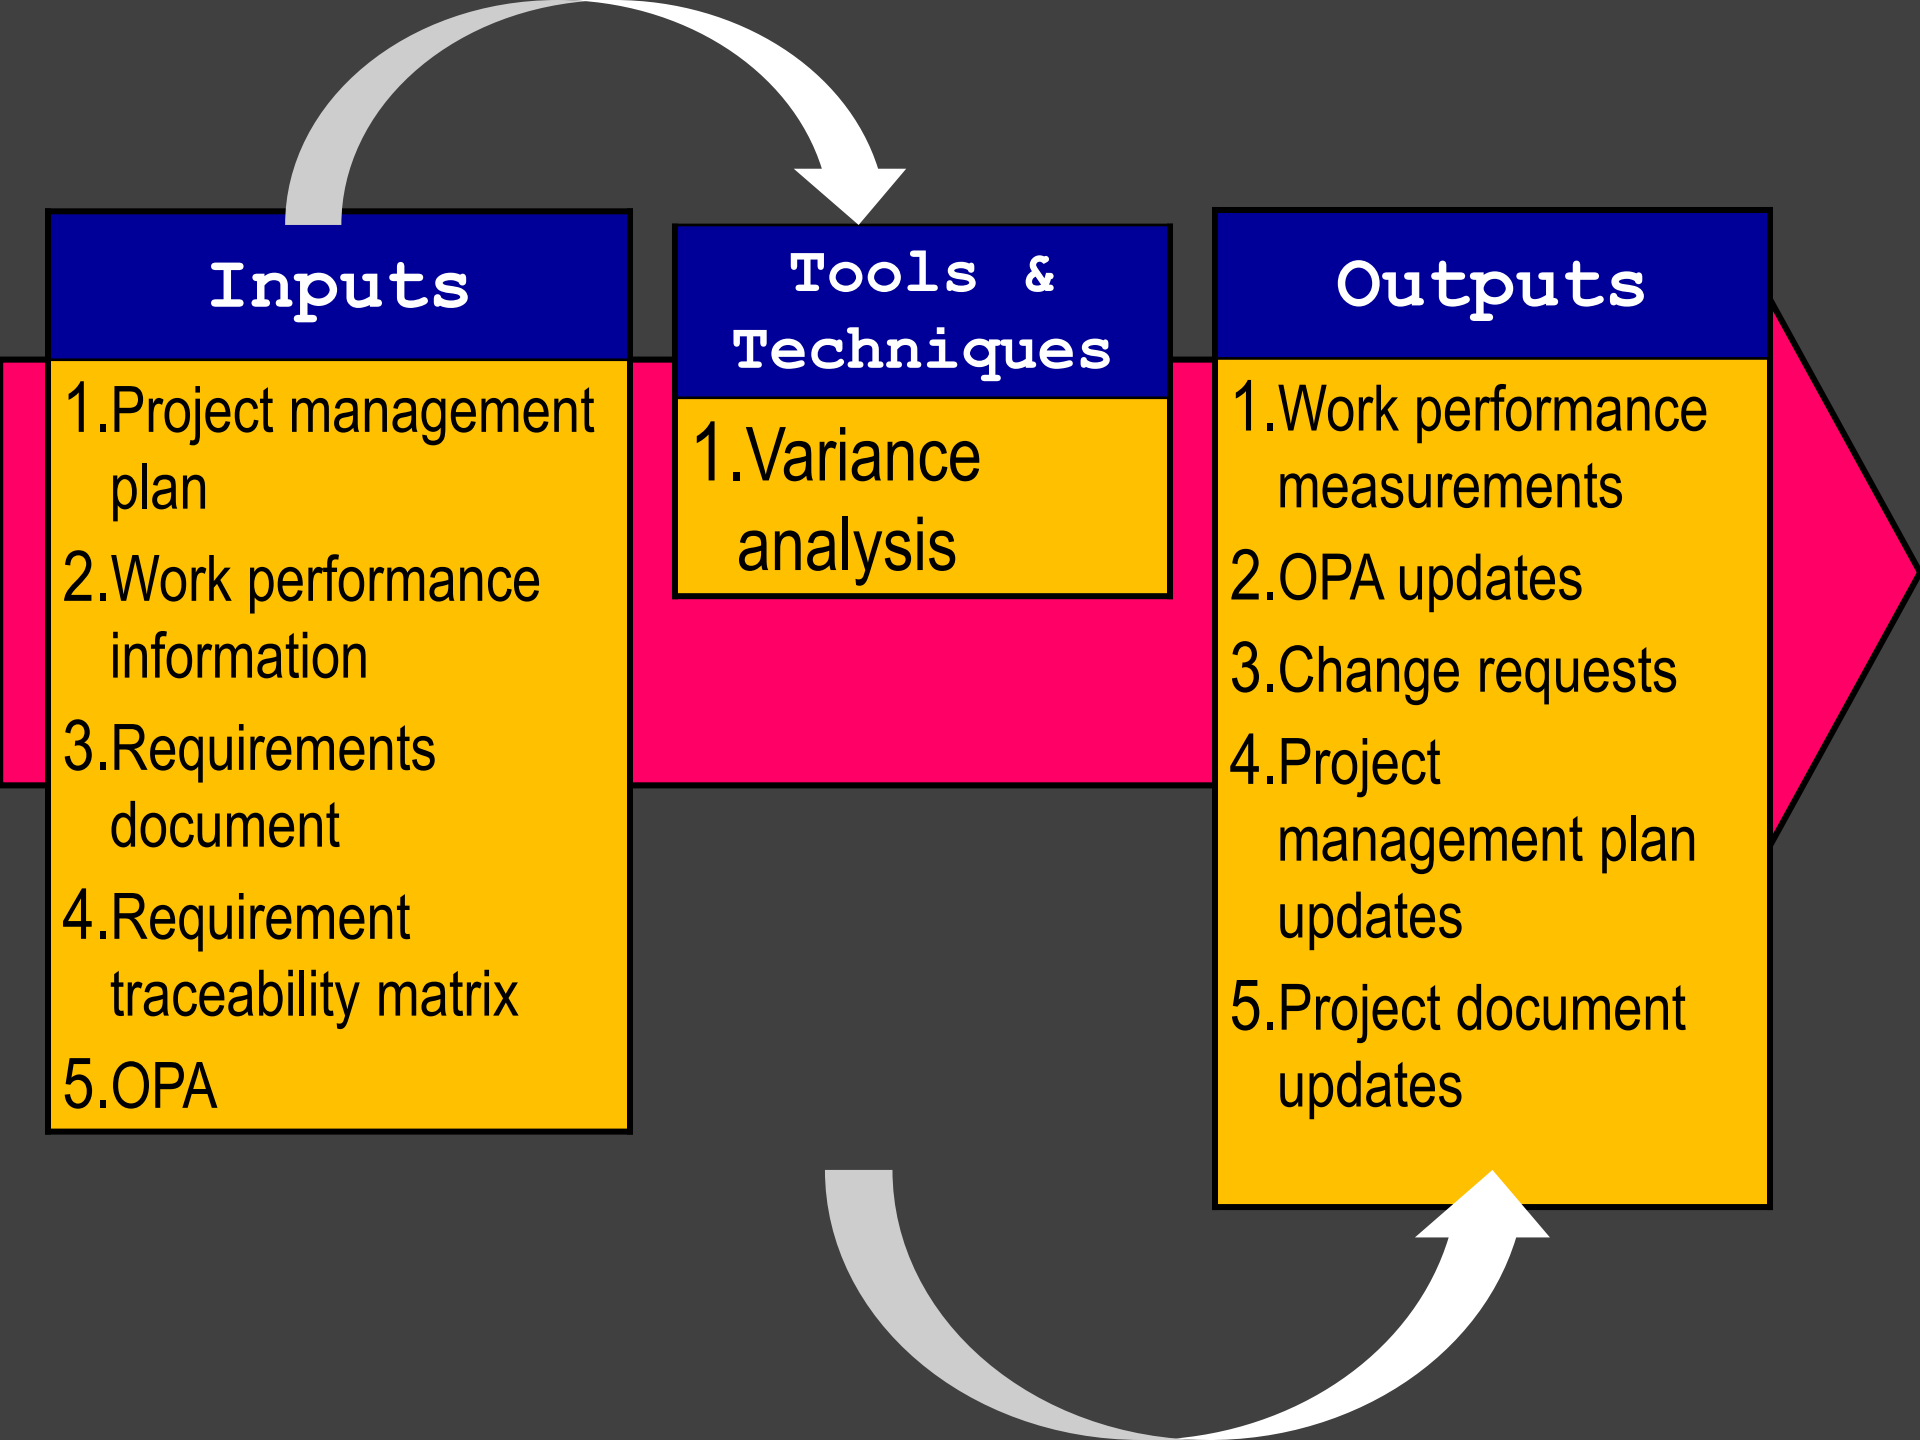 Inputs
1.Project management
plan
2.Work performance
information
3.Requirements
document
4.Requirement
traceability matrix
5.OPA
Tools &
Techniques
1.Variance
analysis
Outputs
1.Work performance
measurements
2.OPA updates
3.Change requests
4.Project
management plan
updates
5.Project document
updates